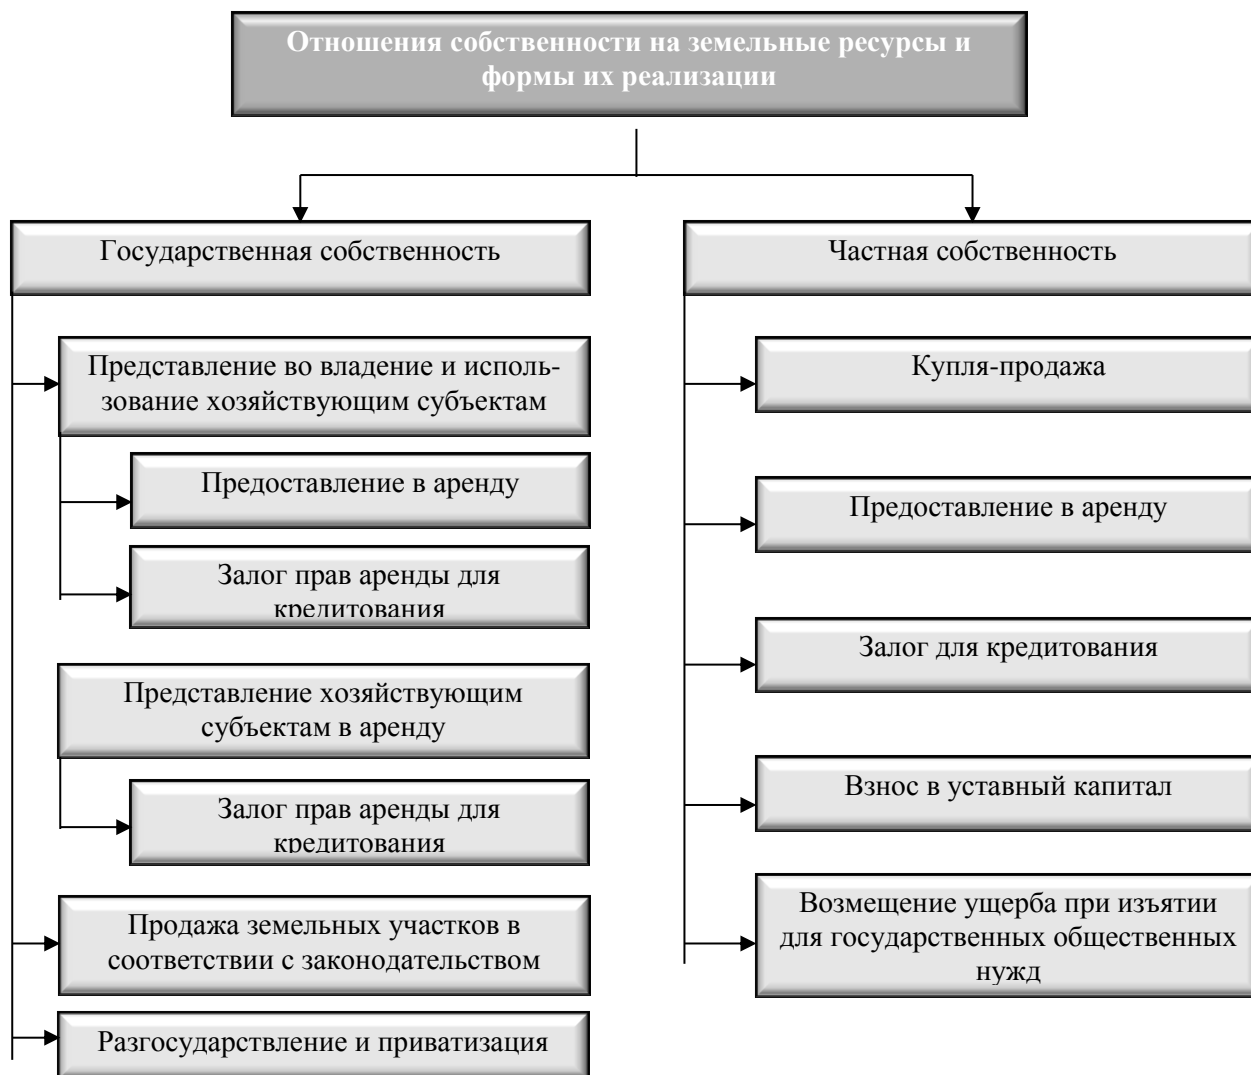 Отношения собственности на земельные ресурсы и
формы их реализации
Государственная собственность
Представление во владение и исполь-
зование хозяйствующим субъектам
Предоставление в аренду
Залог прав аренды для
кредитования
Представление хозяйствующим
субъектам в аренду
Залог прав аренды для
кредитования
Продажа земельных участков в
соответствии с законодательством
Разгосударствление и приватизация
Частная собственность
Купля-продажа
Предоставление в аренду
Залог для кредитования
Взнос в уставный капитал
Возмещение ущерба при изъятии
для государственных общественных
нужд